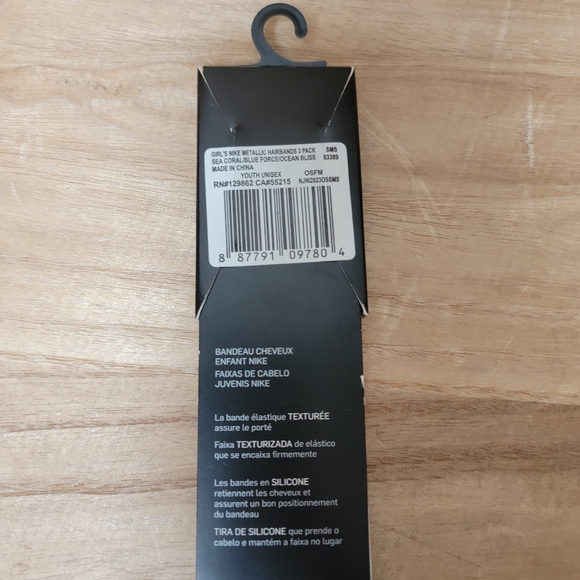 GIRL'S NIKE METALLIC HAIRBANDS 3 PACK SMS
SEA CORAL/BLUE FORCE/OCEAN BLISS 83389
MADE IN CHINA
YOUTH UNISEX OSFM
RN#129862 CA#55215 NJNI2823OSSMS
8 87791 09780 4
BANDEAU CHEVEUX
ENFANT NIKE
FAIXAS DE CABELO
JUVENIS NIKE
La bande élastique TEXTURÉE
assure le porté
Faixa TEXTURIZADA de elástico
que se encaixa firmemente
Les bandes en SILICONE
retiennent les cheveux et
assurent un bon positionnement
du bandeau
TIRA DE SILICONE que prende o
cabelo e mantém a faixa no lugar